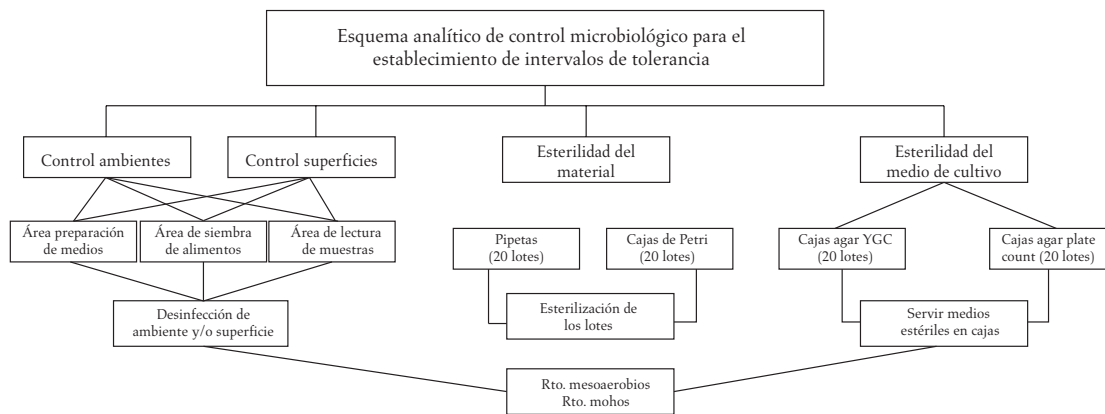 Esquema analítico de control microbiológico para el
establecimiento de intervalos de tolerancia
Control ambientes
Control superficies
Esterilidad del
material
Esterilidad del
medio de cultivo
Área preparación
de medios
Área de siembra
de alimentos
Área de lectura
de muestras
Pipetas
(20 lotes)
Cajas de Petri
(20 lotes)
Cajas agar YGC
(20 lotes)
Cajas agar plate
count (20 lotes)
Desinfección de
ambiente y/o superficie
Esterilización de
los lotes
Servir medios
estériles en cajas
Rto. mesoaerobios
Rto. mohos